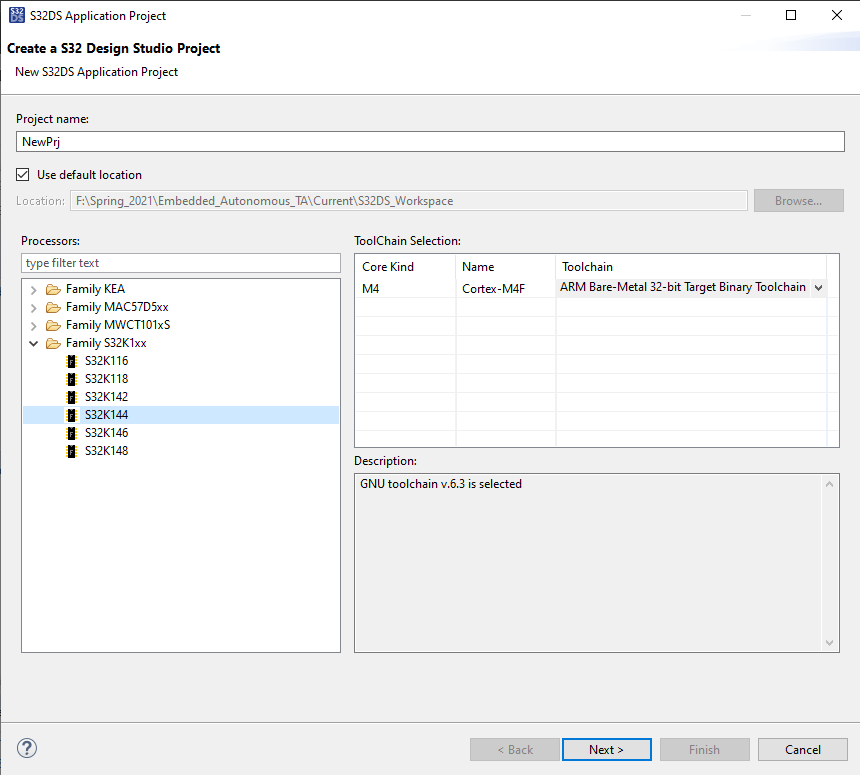 S32DS Application Project
Create a S32 Design Studio Project
New S32DS Application Project
Project name:
NewPrj
Use default location
Location: F:\Spring_2021\Embedded_Autonomous_TA\Current\S32DS_Workspace Browse...
Processors:
type filter text
Family KEA
Family MAC57D5xx
Family MWCT101xS
Family S32K1xx
S32K116
S32K118
S32K142
S32K144
S32K146
S32K148
ToolChain Selection:
Core Kind Name Toolchain
M4 Cortex-M4F ARM Bare-Metal 32-bit Target Binary Toolchain
Description:
GNU toolchain v.6.3 is selected
? < Back Next > Finish Cancel